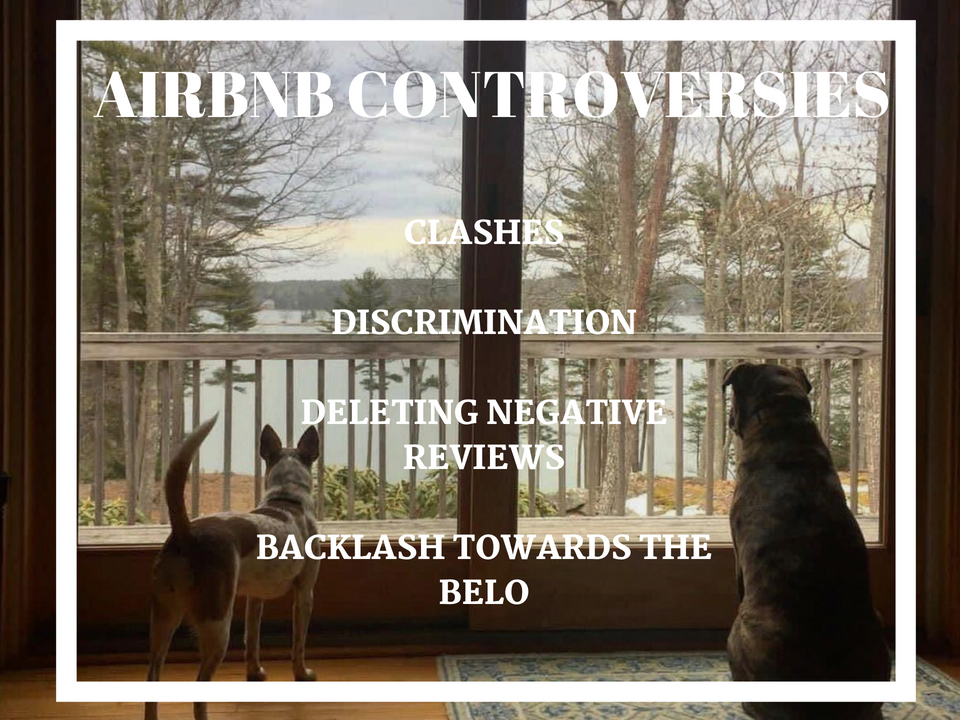 AIRBNB CONTROVERSIES
CLASHES
DISCRIMINATION
DELETING NEGATIVE
REVIEWS
BACKLASH TOWARDS THE
BELO